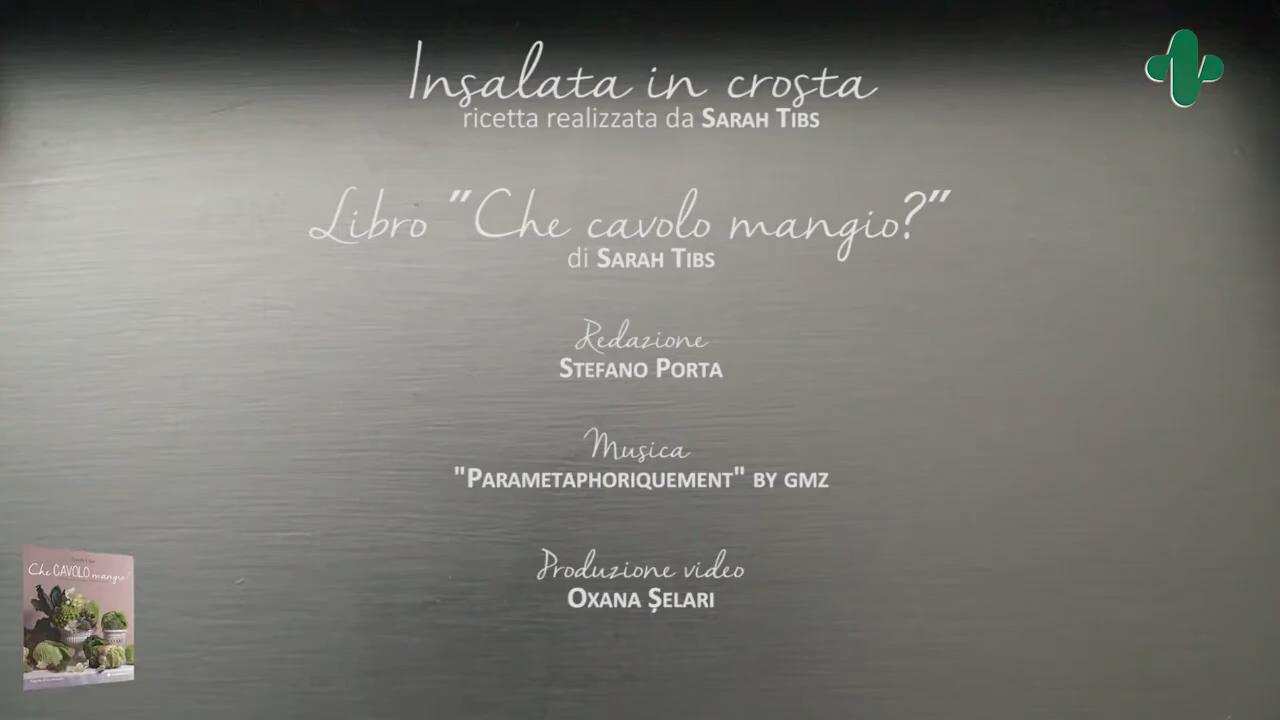 Insalata in crosta
ricetta realizzata da SARAH TIBS
Libro "Che cavolo mangio?"
di SARAH TIBS
Redazione
STEFANO PORTA
Musica
"PARAMETAPHORIQUEMENT" BY GMZ
Produzione video
OXANA ȘELARI
Che CAVOLO mangio?